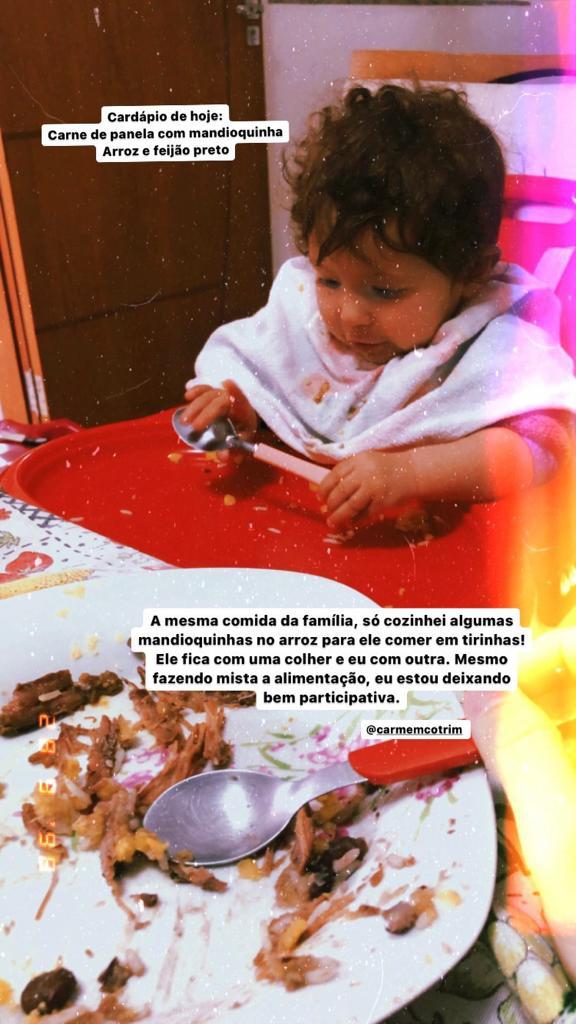 Cardápio de hoje:
Carne de panela com mandioquinha
Arroz e feijão preto
A mesma comida da família, só cozinhei algumas
mandioquinhas no arroz para ele comer em tirinhas!
Ele fica com uma colher e eu com outra. Mesmo
fazendo mista a alimentação, eu estou deixando
bem participativa.
@carmemcotrim